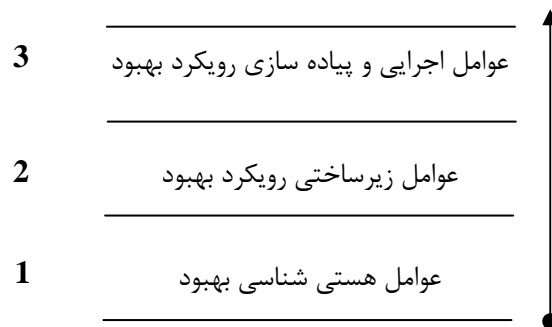 عوامل اجرایی و پیاده سازی رویکرد بهبود 3
عوامل زیرساختی رویکرد بهبود 2
عوامل هستی شناسی بهبود 1